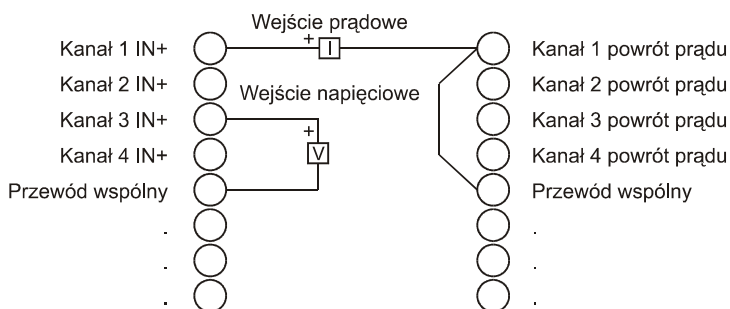 Wejście prądowe
Kanał 1 IN+ + I Kanał 1 powrót prądu
Kanał 2 IN+ Kanał 2 powrót prądu
Wejście napięciowe
Kanał 3 IN+ Kanał 3 powrót prądu
+
Kanał 4 IN+ V Kanał 4 powrót prądu
Przewód wspólny Przewód wspólny
. .
. .
. .